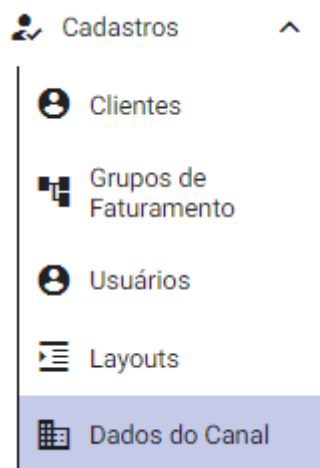 Cadastros
Clientes
Grupos de
Faturamento
Usuários
Layouts
Dados do Canal